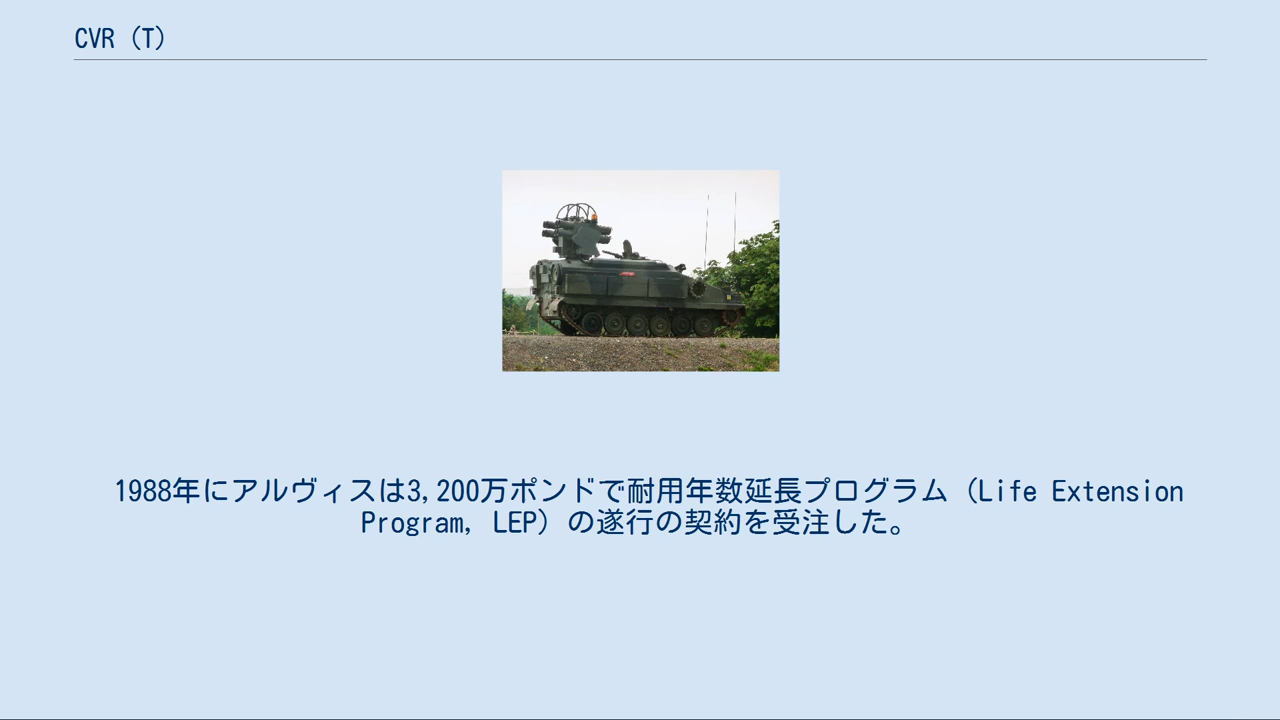 CVR（T）
1988年にアルヴィスは3,200万ポンドで耐用年数延長プログラム（Life Extension
Program, LEP）の遂行の契約を受注した。